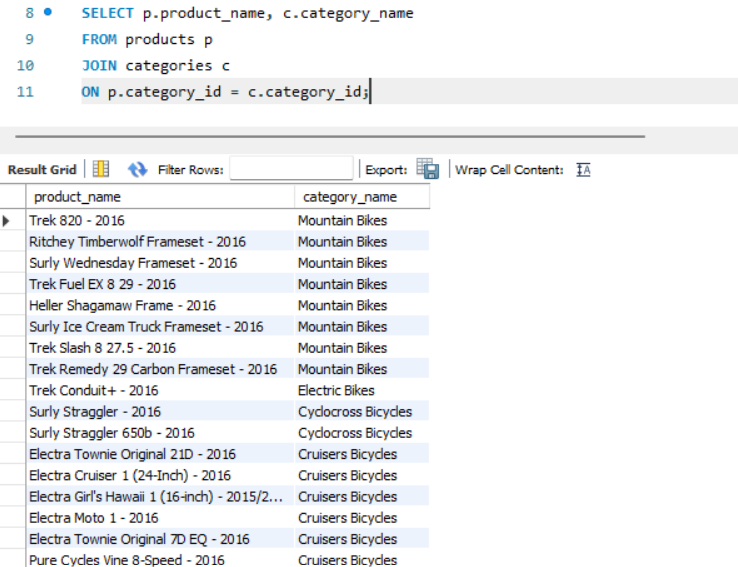 8 SELECT p.product_name, c.category_name
9 FROM products p
10 JOIN categories c
11 ON p.category_id = c.category_id;
Result Grid Filter Rows: Export: Wrap Cell Content:
product_name category_name
Trek 820 - 2016 Mountain Bikes
Ritchey Timberwolf Frameset - 2016 Mountain Bikes
Surly Wednesday Frameset - 2016 Mountain Bikes
Trek Fuel EX 8 29 - 2016 Mountain Bikes
Heller Shagamaw Frame - 2016 Mountain Bikes
Surly Ice Cream Truck Frameset - 2016 Mountain Bikes
Trek Slash 8 27.5 - 2016 Mountain Bikes
Trek Remedy 29 Carbon Frameset - 2016 Mountain Bikes
Trek Conduit+ - 2016 Electric Bikes
Surly Straggler - 2016 Cyclocross Bicycles
Surly Straggler 650b - 2016 Cyclocross Bicycles
Electra Townie Original 21D - 2016 Cruisers Bicycles
Electra Cruiser 1 (24-Inch) - 2016 Cruisers Bicycles
Electra Girl's Hawaii 1 (16-inch) - 2015/2... Cruisers Bicycles
Electra Moto 1 - 2016 Cruisers Bicycles
Electra Townie Original 7D EQ - 2016 Cruisers Bicycles
Pure Cycles Vine 8-Speed - 2016 Cruisers Bicycles